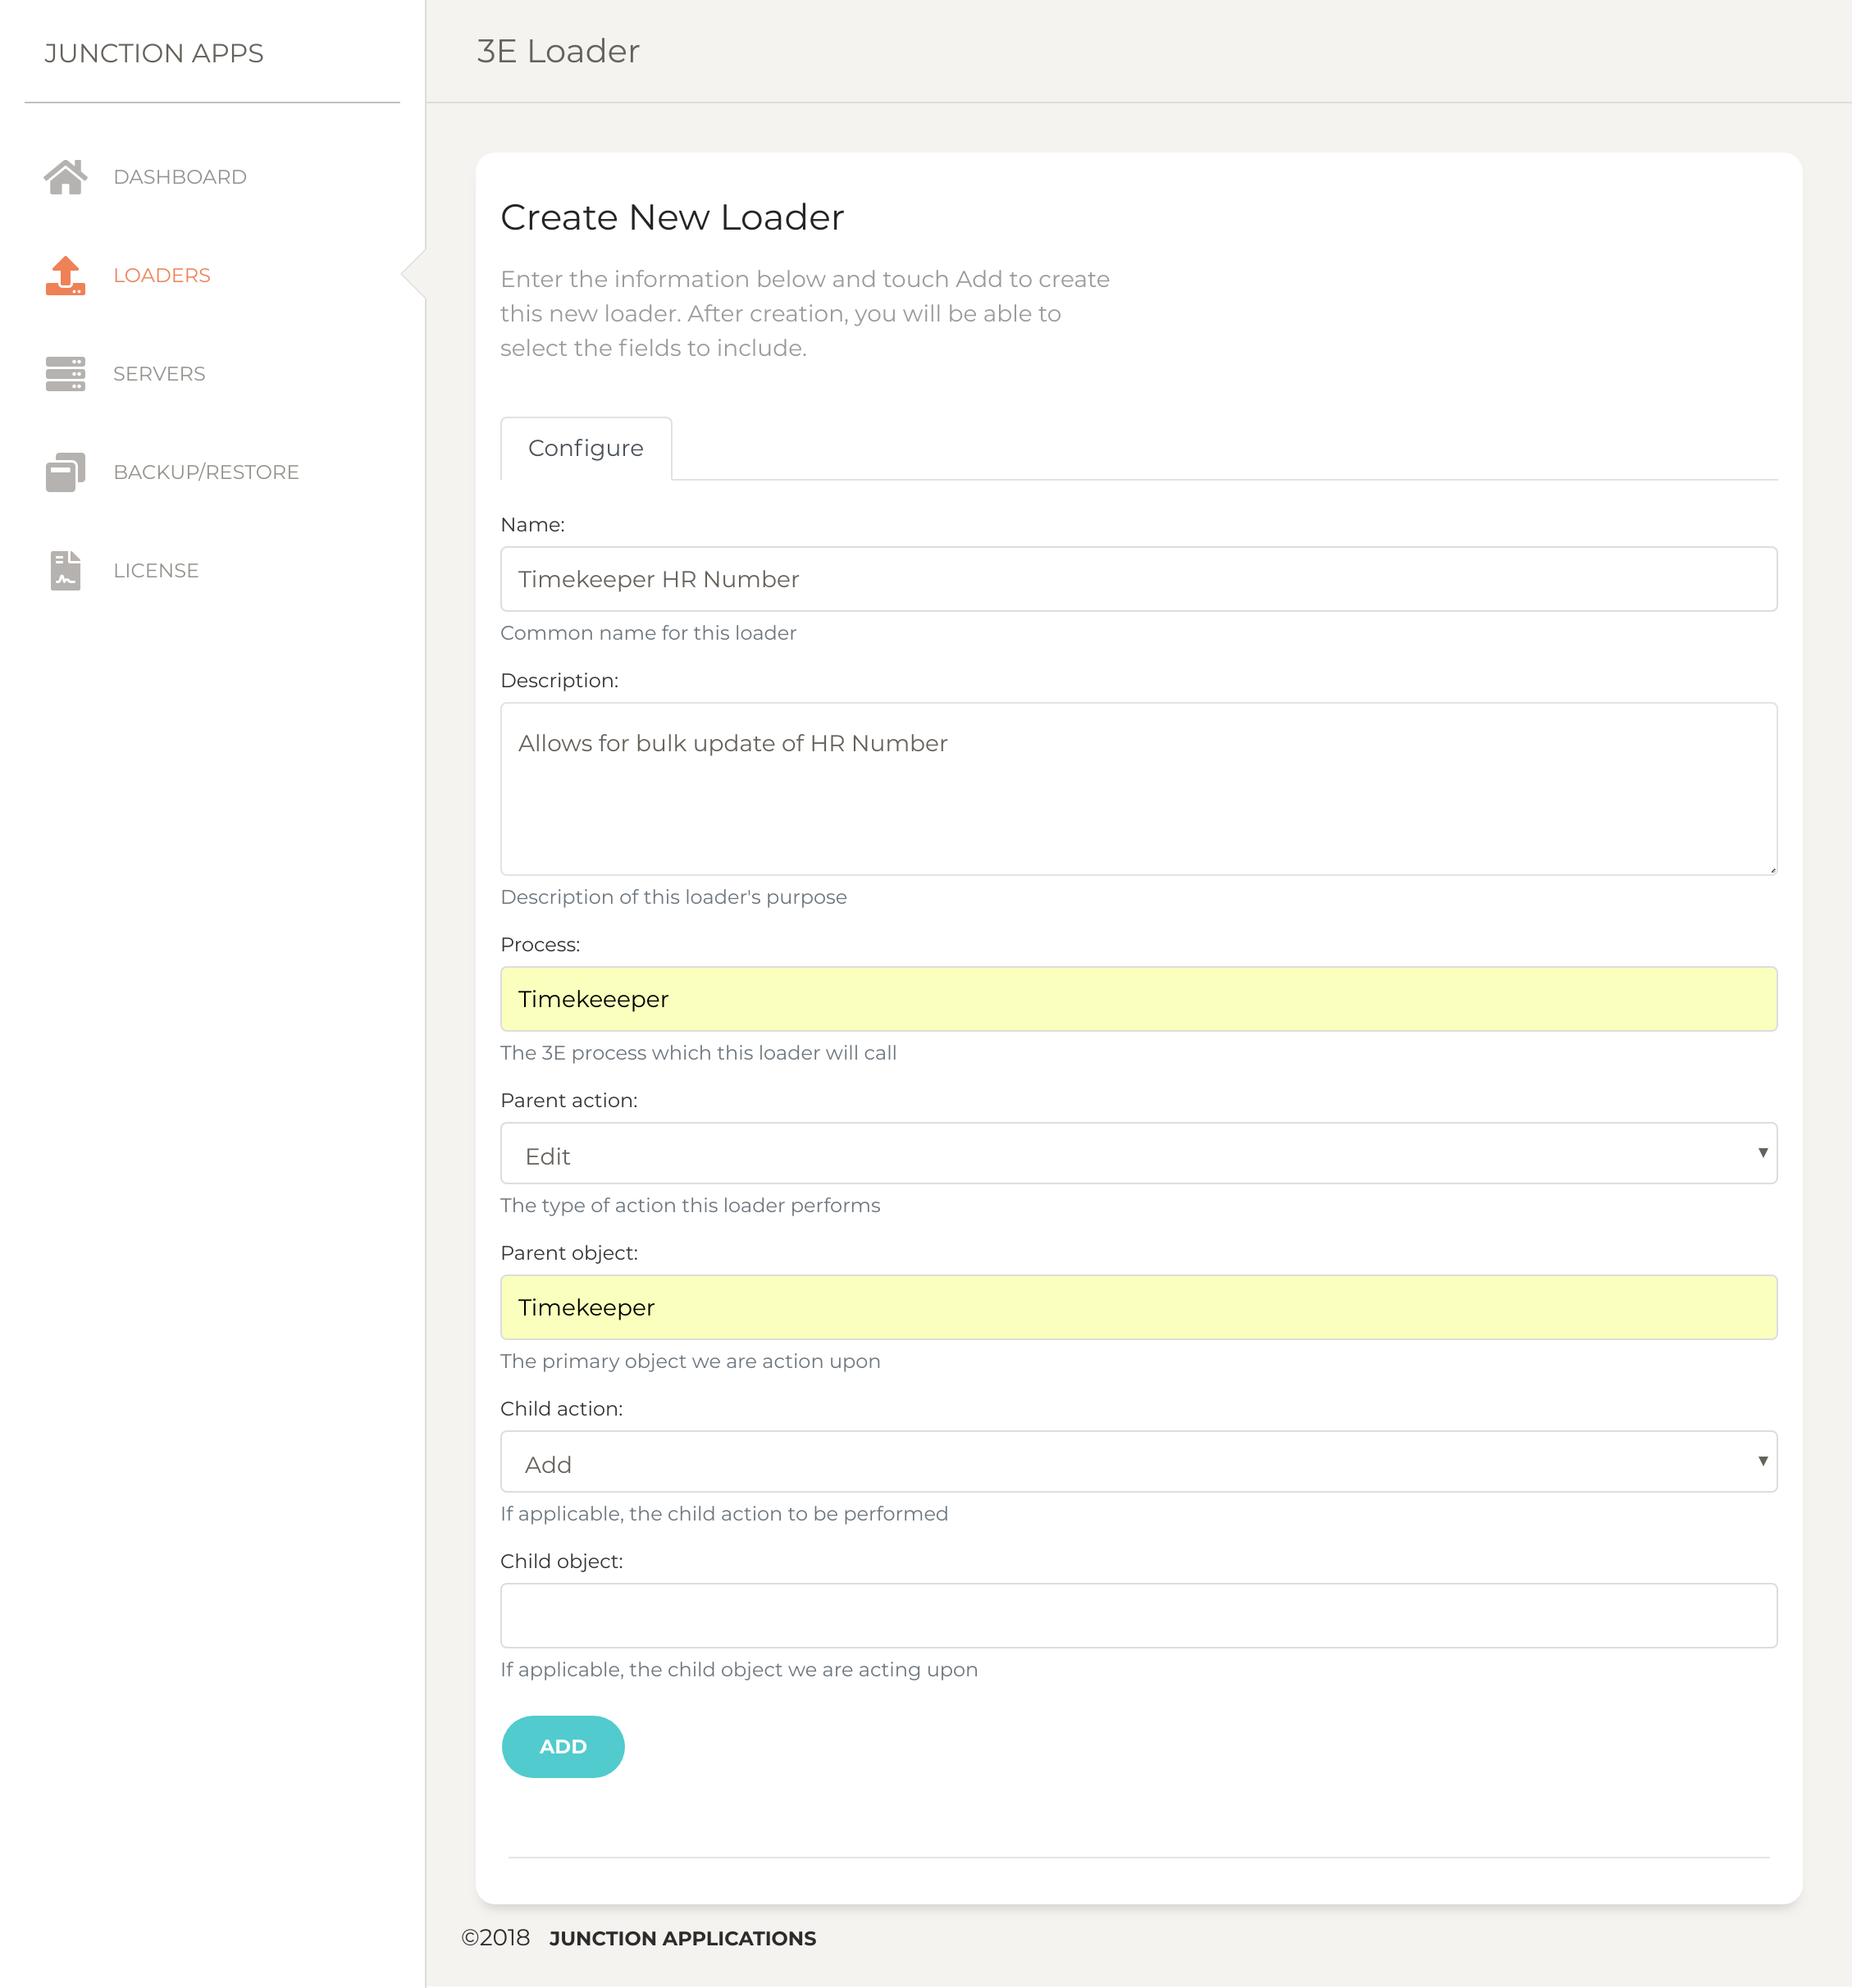 JUNCTION APPS
DASHBOARD
LOADERS
SERVERS
BACKUP/RESTORE
LICENSE
3E Loader
Create New Loader
Enter the information below and touch Add to create
this new loader. After creation, you will be able to
select the fields to include.
Configure
Name:
Timekeeper HR Number
Common name for this loader
Description:
Allows for bulk update of HR Number
Description of this loader's purpose
Process:
Timekeeeper
The 3E process which this loader will call
Parent action:
Edit
The type of action this loader performs
Parent object:
Timekeeper
The primary object we are action upon
Child action:
Add
If applicable, the child action to be performed
Child object:
If applicable, the child object we are acting upon
ADD
©2018 JUNCTION APPLICATIONS